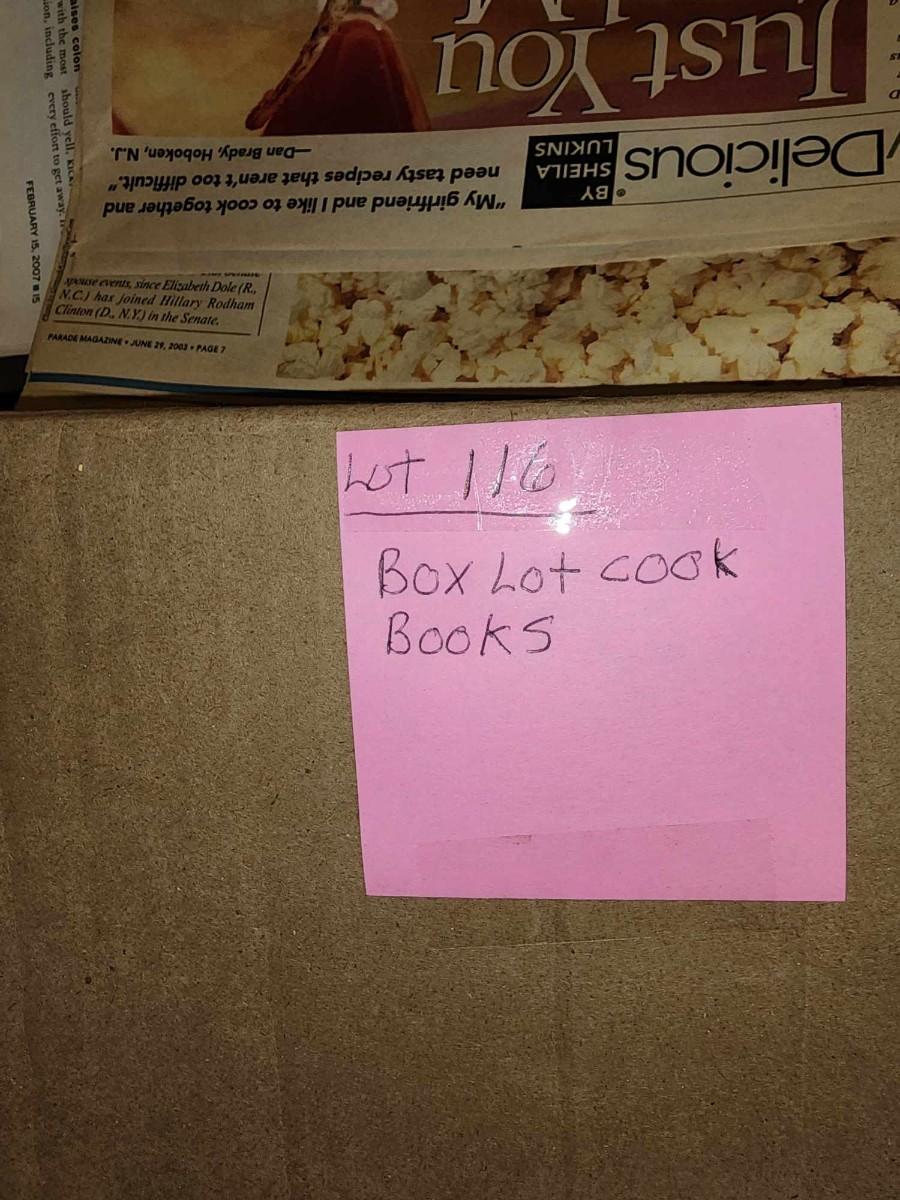 aises colon
with the most should yell, kick,
ion, including every effort to get away.
FEBRUARY 15, 2007 ■ 15
Just You
Delicious®
BY
SHEILA
LUKINS
"My girlfriend and I like to cook together and
need tasty recipes that aren't too difficult."
—Dan Brady, Hoboken, N.J.
spouse events, since Elizabeth Dole (R.,
N.C.) has joined Hillary Rodham
Clinton (D., N.Y.) in the Senate.
PARADE MAGAZINE • JUNE 29, 2003 • PAGE 7
Lot 116
Box Lot cook
Books